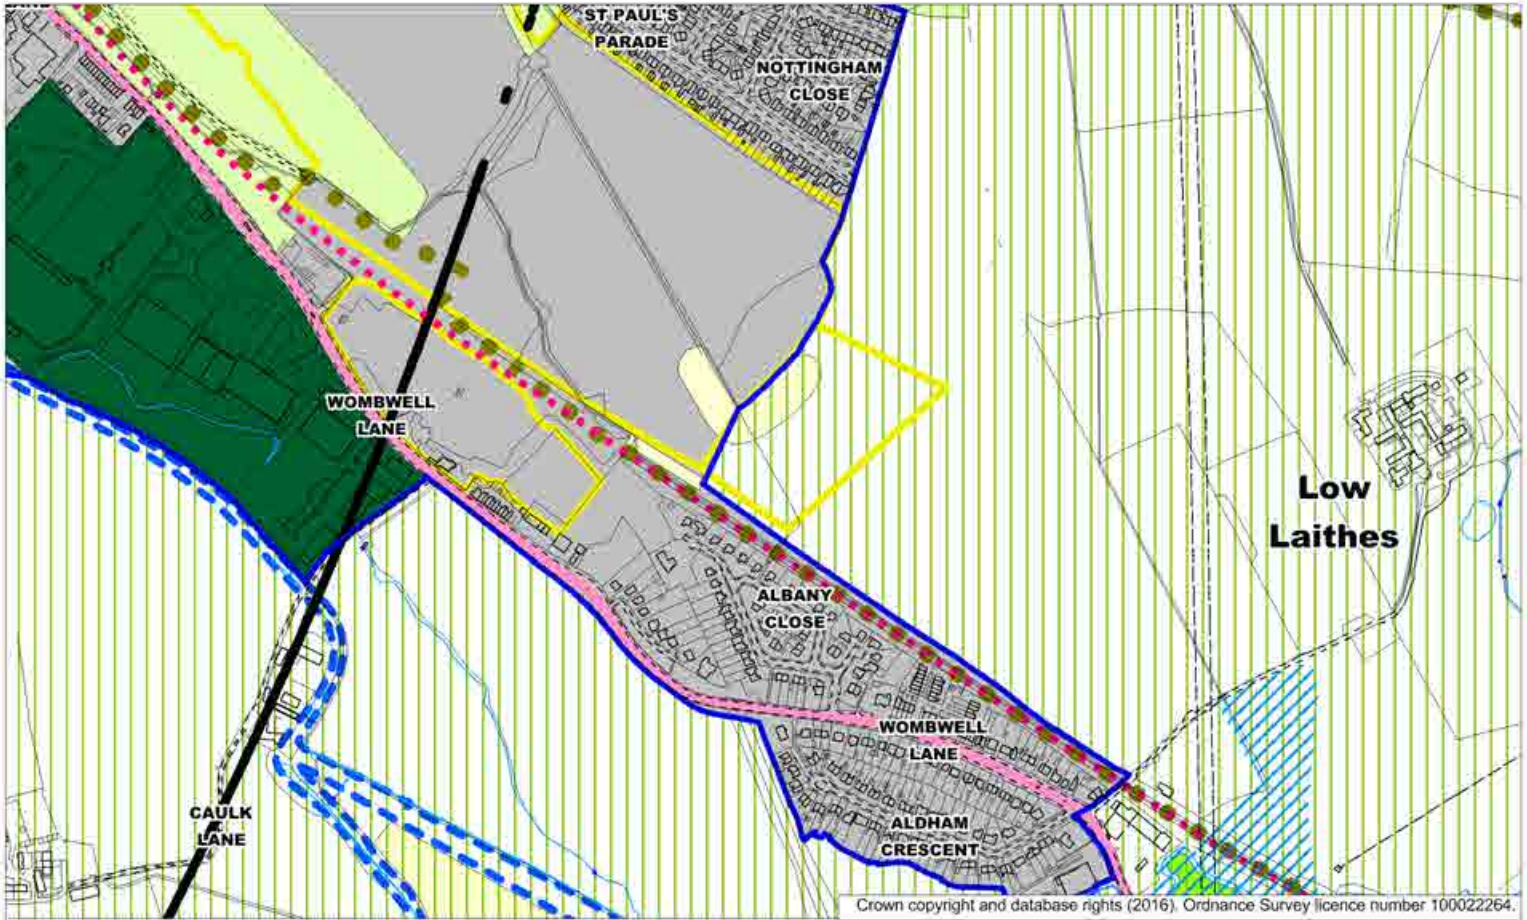 LANE
ST PAUL'S
PARADE
NOTTINGHAM
CLOSE
WOMBWELL
LANE
Low
Laithes
ALBANY
CLOSE
WOMBWELL
LANE
CAULK
LANE
ALDHAM
CRESCENT
Crown copyright and database rights (2016). Ordnance Survey licence number 100022264.